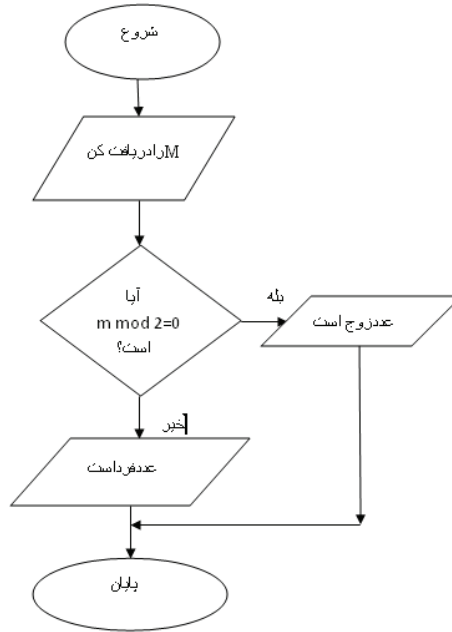 شروع
Mرادریافت کن
آیا
m mod 2=0
است؟
بله
عددزوج است
خیر
عددفرداست
پایان